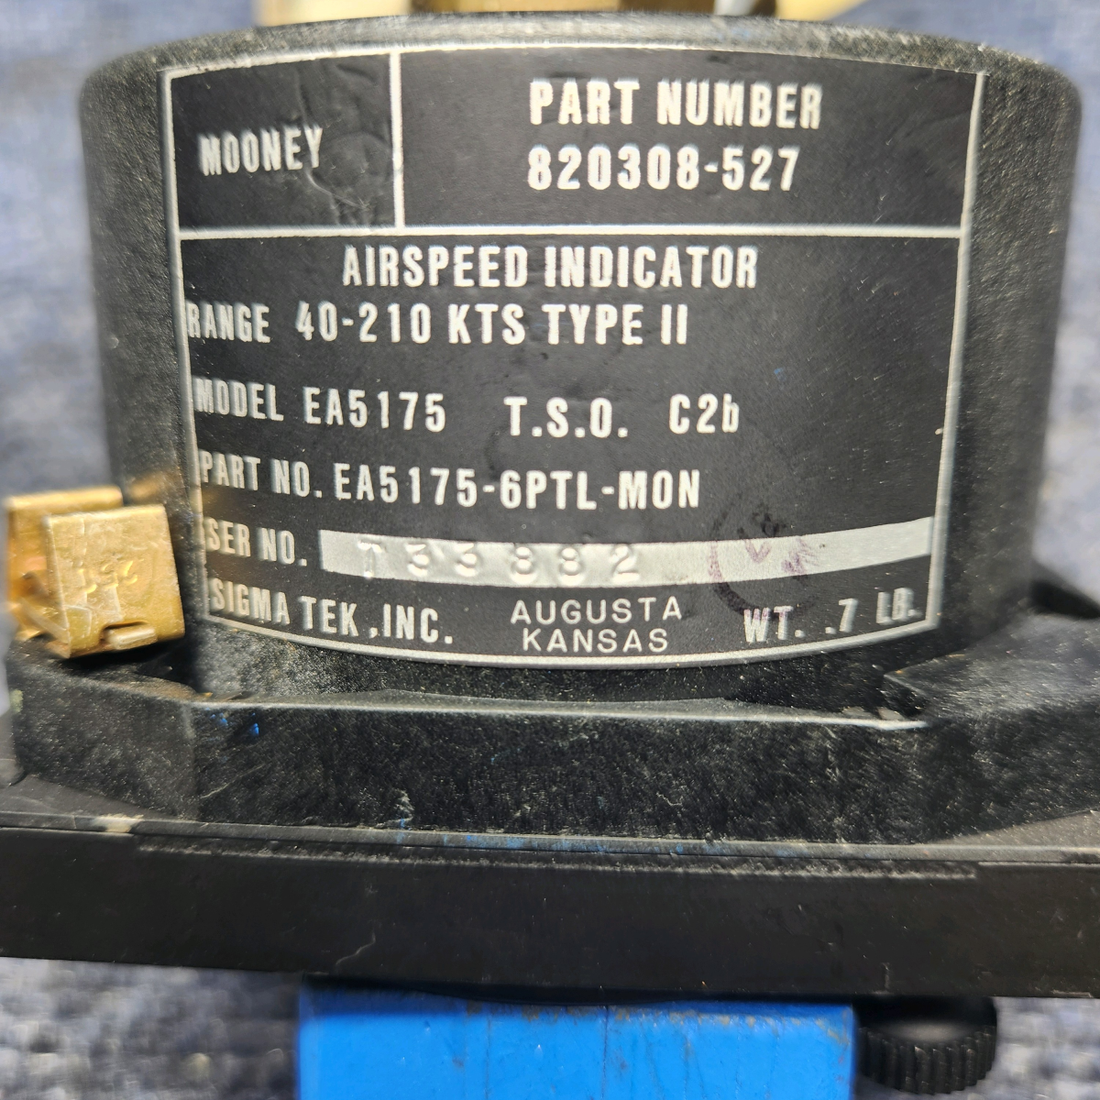 MOONEY
PART NUMBER
820308-527
AIRSPEED INDICATOR
RANGE 40-210 KTS TYPE II
MODEL EA5175 T.S.O. C2b
PART NO. EA5175-6PTL-MON
SER NO. T33882
SIGMA TEK, INC. AUGUSTA KANSAS WT. .7 LB.